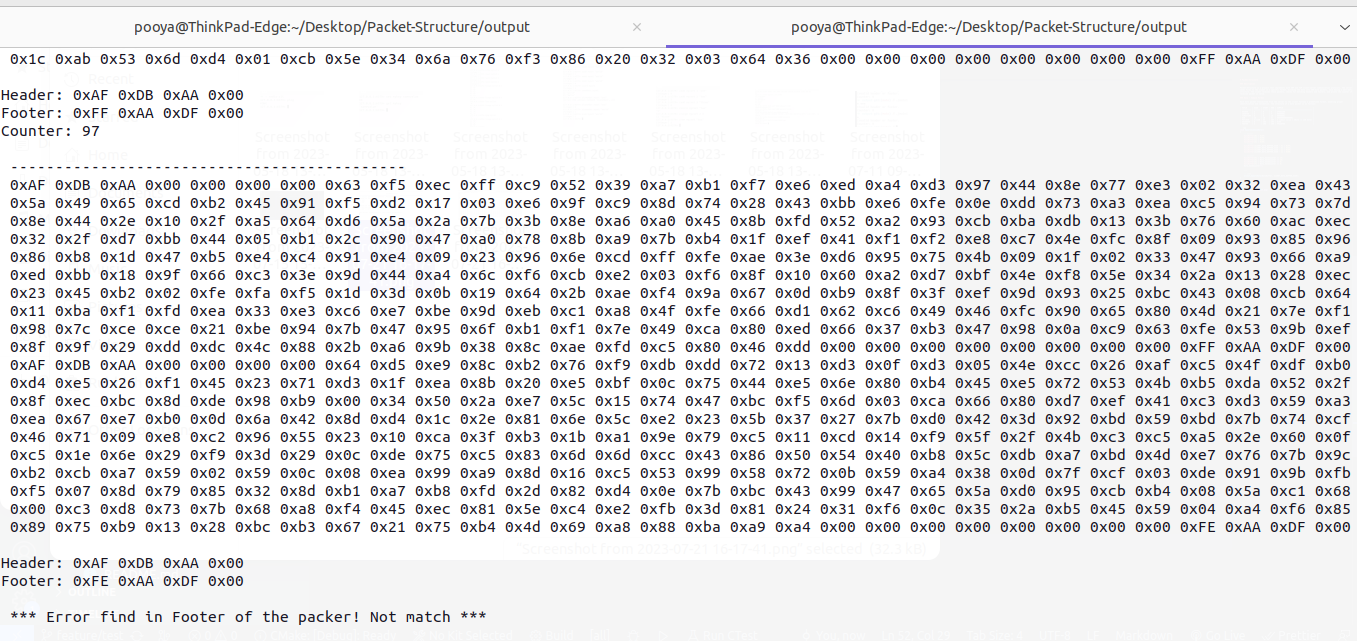 pooya@ThinkPad-Edge:~/Desktop/Packet-Structure/output × pooya@ThinkPad-Edge:~/Desktop/Packet-Structure/output ×
0x1c 0xab 0x53 0x6d 0xd4 0x01 0xcb 0x5e 0x34 0x6a 0x76 0xf3 0x86 0x20 0x32 0x03 0x64 0x36 0x00 0x00 0x00 0x00 0x00 0x00 0x00 0x00 0xFF 0xAA 0xDF 0x00
Header: 0xAF 0xDB 0xAA 0x00
Footer: 0xFF 0xAA 0xDF 0x00
Counter: 97
--------------------------------------------
0xAF 0xDB 0xAA 0x00 0x00 0x00 0x00 0x63 0xf5 0xec 0xff 0xc9 0x52 0x39 0xa7 0xb1 0xf7 0xe6 0xed 0xa4 0xd3 0x97 0x44 0x8e 0x77 0xe3 0x02 0x32 0xea 0x43
0x5a 0x49 0x65 0xcd 0xb2 0x45 0x91 0xf5 0xd2 0x17 0x03 0xe6 0x9f 0xc9 0x8d 0x74 0x28 0x43 0xbb 0xe6 0xfe 0x0e 0xdd 0x73 0xa3 0xea 0xc5 0x94 0x73 0x7d
0x8e 0x44 0x2e 0x10 0x2f 0xa5 0x64 0xd6 0x5a 0x2a 0x7b 0x3b 0x8e 0xa6 0xa0 0x45 0x8b 0xfd 0x52 0xa2 0x93 0xcb 0xba 0xdb 0x13 0x3b 0x76 0x60 0xac 0xec
0x32 0x2f 0xd7 0xbb 0x44 0x05 0xb1 0x2c 0x90 0x47 0xa0 0x78 0x8b 0xa9 0x7b 0xb4 0x1f 0xef 0x41 0xf1 0xf2 0xe8 0xc7 0x4e 0xfc 0x8f 0x09 0x93 0x85 0x96
0x86 0xb8 0x1d 0x47 0xb5 0xe4 0xc4 0x91 0xe4 0x09 0x23 0x96 0x6e 0xcd 0xff 0xfe 0xae 0x3e 0xd6 0x95 0x75 0x4b 0x09 0x1f 0x02 0x33 0x47 0x93 0x66 0xa9
0xed 0xbb 0x18 0x9f 0x66 0xc3 0x3e 0x9d 0x44 0xa4 0x6c 0xf6 0xcb 0xe2 0x03 0xf6 0x8f 0x10 0x60 0xa2 0xd7 0xbf 0x4e 0xf8 0x5e 0x34 0x2a 0x13 0x28 0xec
0x23 0x45 0xb2 0x02 0xfe 0xfa 0xf5 0x1d 0x3d 0x0b 0x19 0x64 0x2b 0xae 0xf4 0x9a 0x67 0x0d 0xb9 0x8f 0x3f 0xef 0x9d 0x93 0x25 0xbc 0x43 0x08 0xcb 0x64
0x11 0xba 0xf1 0xfd 0xea 0x33 0xe3 0xc6 0xe7 0xbe 0x9d 0xeb 0xc1 0xa8 0x4f 0xfe 0x66 0xd1 0x62 0xc6 0x49 0x46 0xfc 0x90 0x65 0x80 0x4d 0x21 0x7e 0xf1
0x98 0x7c 0xce 0xce 0x21 0xbe 0x94 0x7b 0x47 0x95 0x6f 0xb1 0xf1 0x7e 0x49 0xca 0x80 0xed 0x66 0x37 0xb3 0x47 0x98 0x0a 0xc9 0x63 0xfe 0x53 0x9b 0xef
0x8f 0x9f 0x29 0xdd 0xdc 0x4c 0x88 0x2b 0xa6 0x9b 0x38 0x8c 0xae 0xfd 0xc5 0x80 0x46 0xdd 0x00 0x00 0x00 0x00 0x00 0x00 0x00 0x00 0xFF 0xAA 0xDF 0x00
0xAF 0xDB 0xAA 0x00 0x00 0x00 0x00 0x64 0xd5 0xe9 0x8c 0xb2 0x76 0xf9 0xdb 0xdd 0x72 0x13 0xd3 0x0f 0xd3 0x05 0x4e 0xcc 0x26 0xaf 0xc5 0x4f 0xdf 0xb0
0xd4 0xe5 0x26 0xf1 0x45 0x23 0x71 0xd3 0x1f 0xea 0x8b 0x20 0xe5 0xbf 0x0c 0x75 0x44 0xe5 0x6e 0x80 0xb4 0x45 0xe5 0x72 0x53 0x4b 0xb5 0xda 0x52 0x2f
0x8f 0xec 0xbc 0x8d 0xde 0x98 0xb9 0x00 0x34 0x50 0x2a 0xe7 0x5c 0x15 0x74 0x47 0xbc 0xf5 0x6d 0x03 0xca 0x66 0x80 0xd7 0xef 0x41 0xc3 0xd3 0x59 0xa3
0xea 0x67 0xe7 0xb0 0x0d 0x6a 0x42 0x8d 0xd4 0x1c 0x2e 0x81 0x6e 0x5c 0xe2 0x23 0x5b 0x37 0x27 0x7b 0xd0 0x42 0x3d 0x92 0xbd 0x59 0xbd 0x7b 0x74 0xcf
0x46 0x71 0x09 0xe8 0xc2 0x96 0x55 0x23 0x10 0xca 0x3f 0xb3 0x1b 0xa1 0x9e 0x79 0xc5 0x11 0xcd 0x14 0xf9 0x5f 0x2f 0x4b 0xc3 0xc5 0xa5 0x2e 0x60 0x0f
0xc5 0x1e 0x6e 0x29 0xf9 0x3d 0x29 0x0c 0xde 0x75 0xc5 0x83 0x6d 0x6d 0xcc 0x43 0x86 0x50 0x54 0x40 0xb8 0x5c 0xdb 0xa7 0xbd 0x4d 0xe7 0x76 0x7b 0x9c
0xb2 0xcb 0xa7 0x59 0x02 0x59 0x0c 0x08 0xea 0x99 0xa9 0x8d 0x16 0xc5 0x53 0x99 0x58 0x72 0x0b 0x59 0xa4 0x38 0x0d 0x7f 0xcf 0x03 0xde 0x91 0x9b 0xfb
0xf5 0x07 0x8d 0x79 0x85 0x32 0x8d 0xb1 0xa7 0xb8 0xfd 0x2d 0x82 0xd4 0x0e 0x7b 0xbc 0x43 0x99 0x47 0x65 0x5a 0xd0 0x95 0xcb 0xb4 0x08 0x5a 0xc1 0x68
0x00 0xc3 0xd8 0x73 0x7b 0x68 0xa8 0xf4 0x45 0xec 0x81 0x5e 0xc4 0xe2 0xfb 0x3d 0x81 0x24 0x31 0xf6 0x0c 0x35 0x2a 0xb5 0x45 0x59 0x04 0xa4 0xf6 0x85
0x89 0x75 0xb9 0x13 0x28 0xbc 0xb3 0x67 0x21 0x75 0xb4 0x4d 0x69 0xa8 0x88 0xba 0xa9 0xa4 0x00 0x00 0x00 0x00 0x00 0x00 0x00 0x00 0xFE 0xAA 0xDF 0x00
Header: 0xAF 0xDB 0xAA 0x00
Footer: 0xFE 0xAA 0xDF 0x00
*** Error find in Footer of the packer! Not match ***